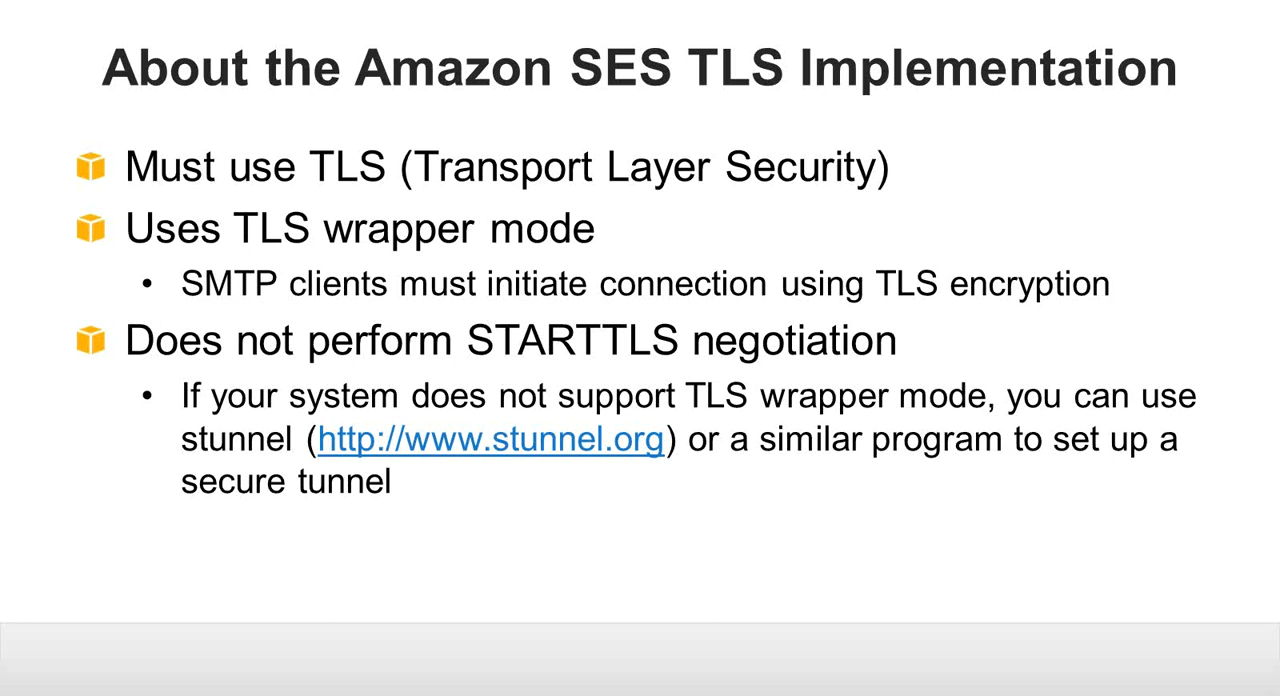 About the Amazon SES TLS Implementation
Must use TLS (Transport Layer Security)
Uses TLS wrapper mode
• SMTP clients must initiate connection using TLS encryption
Does not perform STARTTLS negotiation
• If your system does not support TLS wrapper mode, you can use
stunnel (http://www.stunnel.org) or a similar program to set up a
secure tunnel